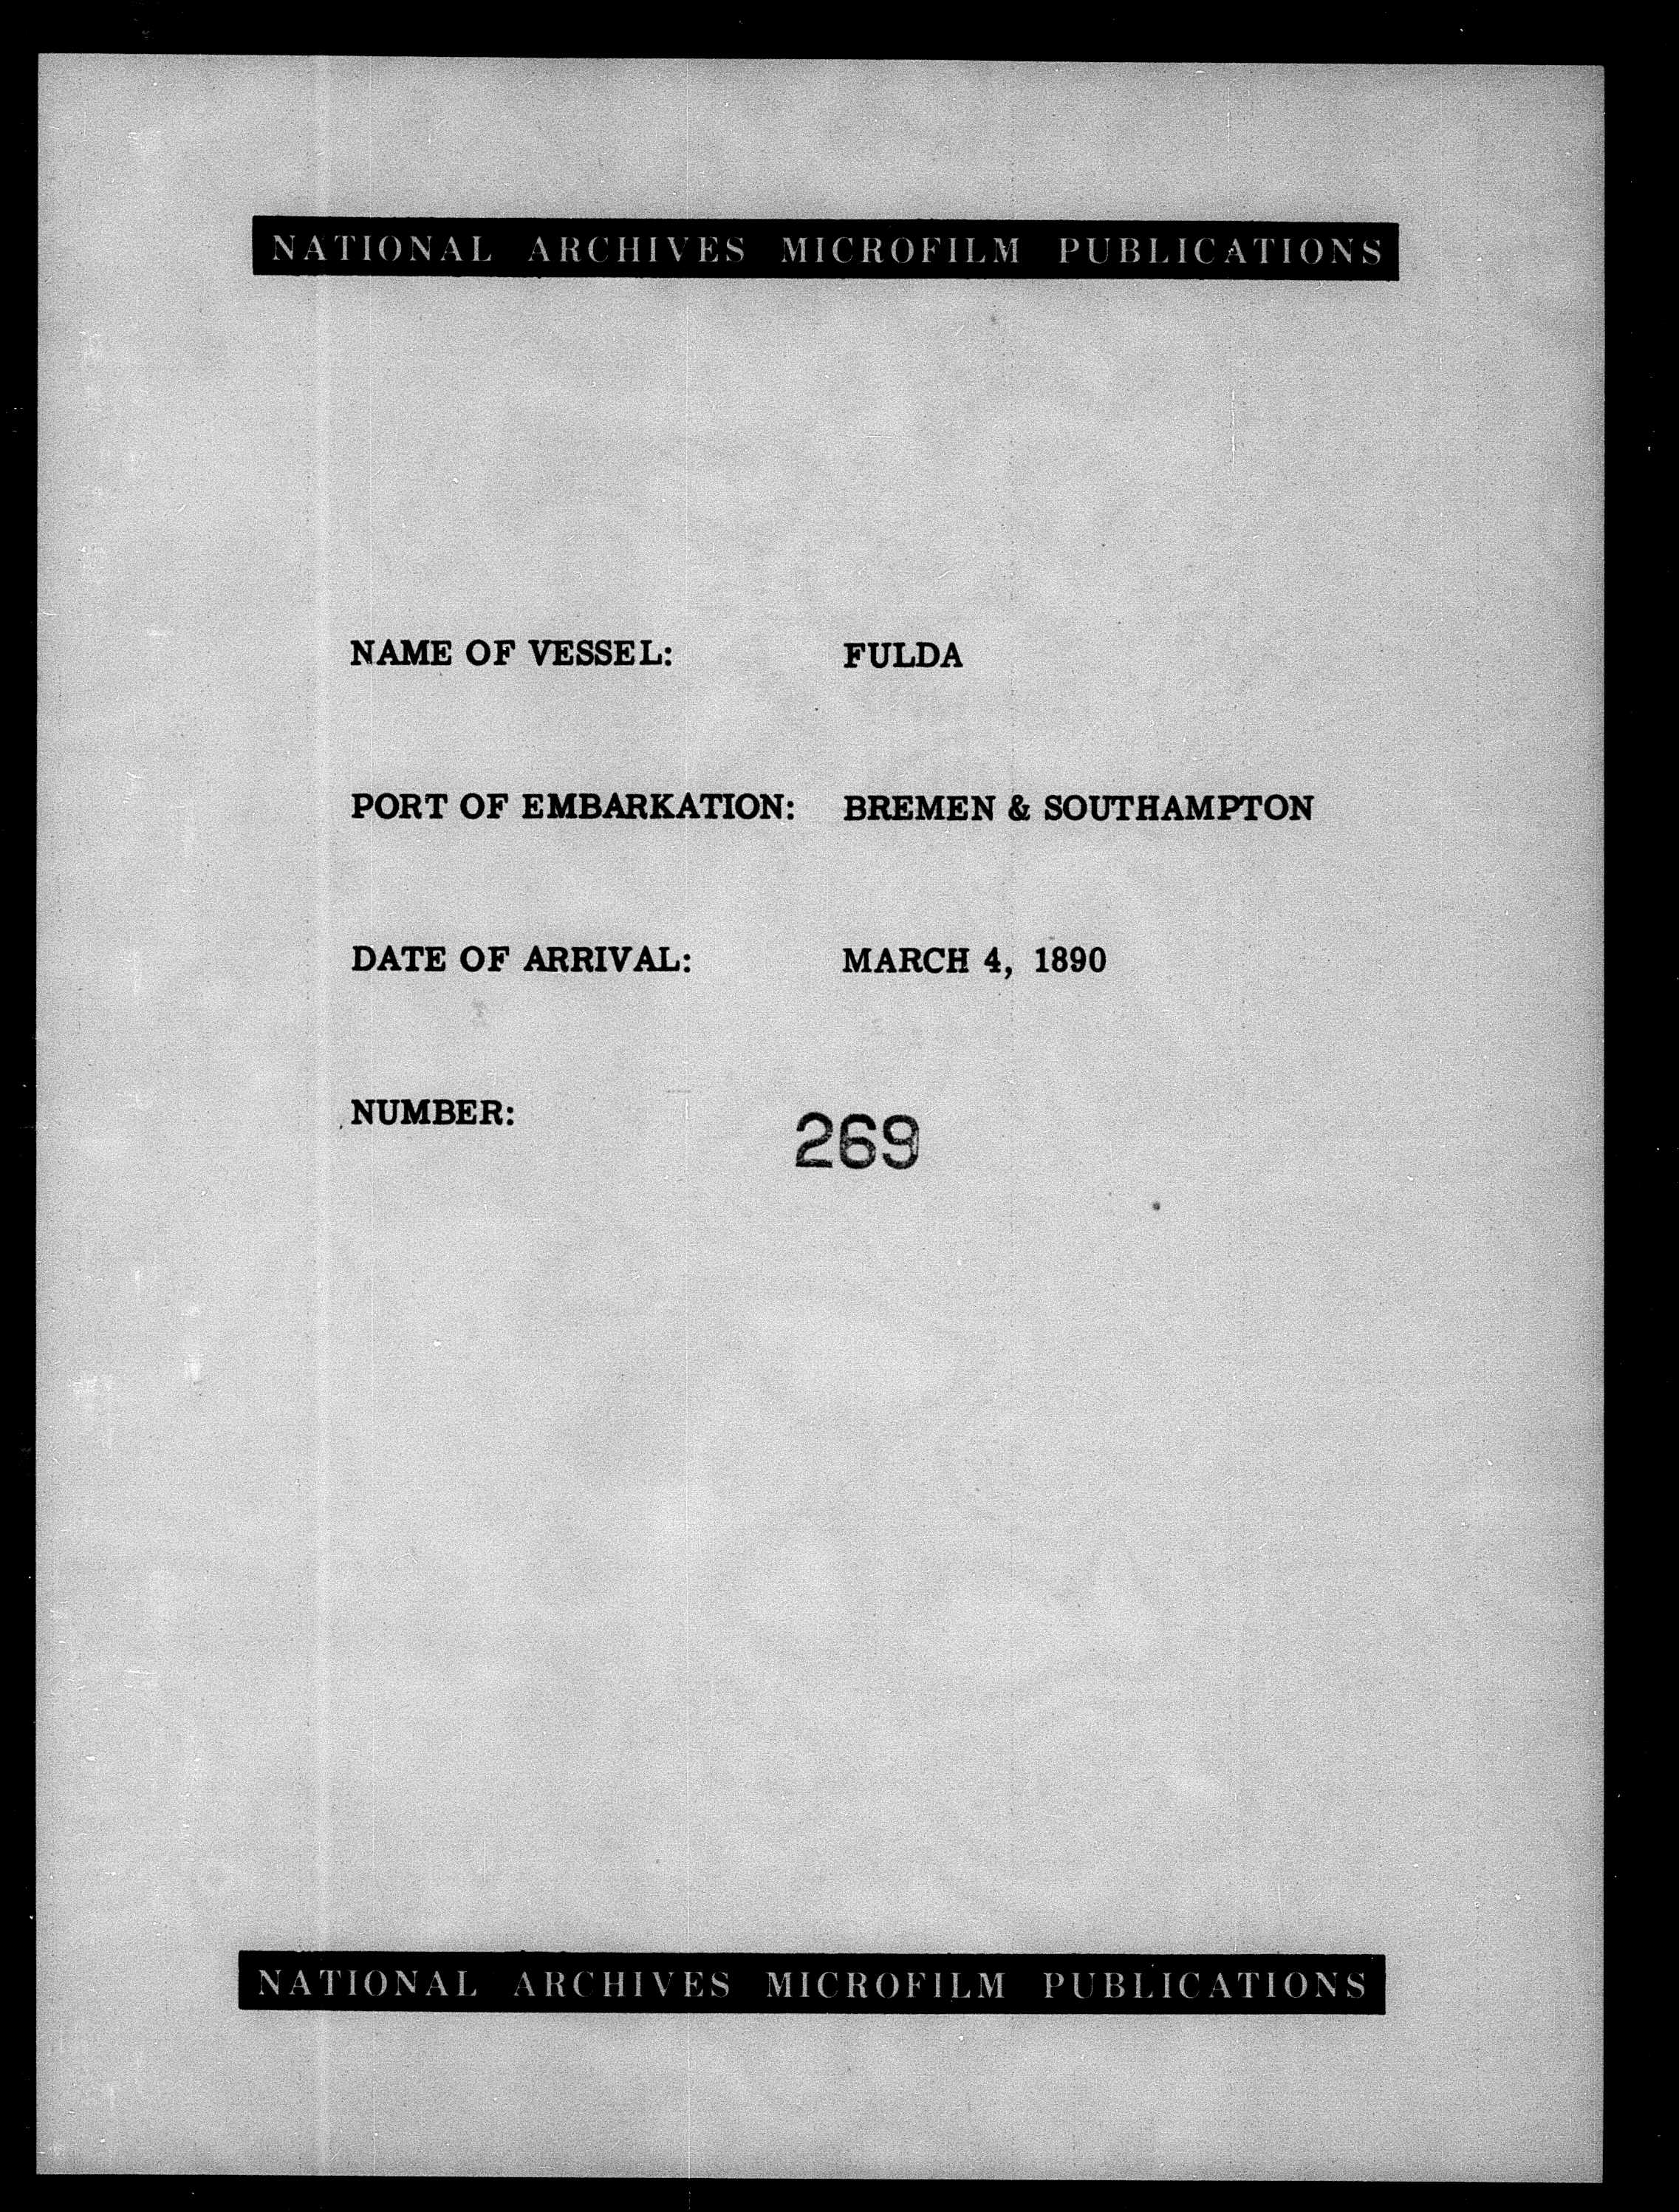 NATIONAL ARCHIVES MICROFILM PUBLICATIONS
NAME OF VESSEL: FULDA
PORT OF EMBARKATION: BREMEN & SOUTHAMPTON
DATE OF ARRIVAL: MARCH 4, 1890
NUMBER: 269
NATIONAL ARCHIVES MICROFILM PUBLICATIONS